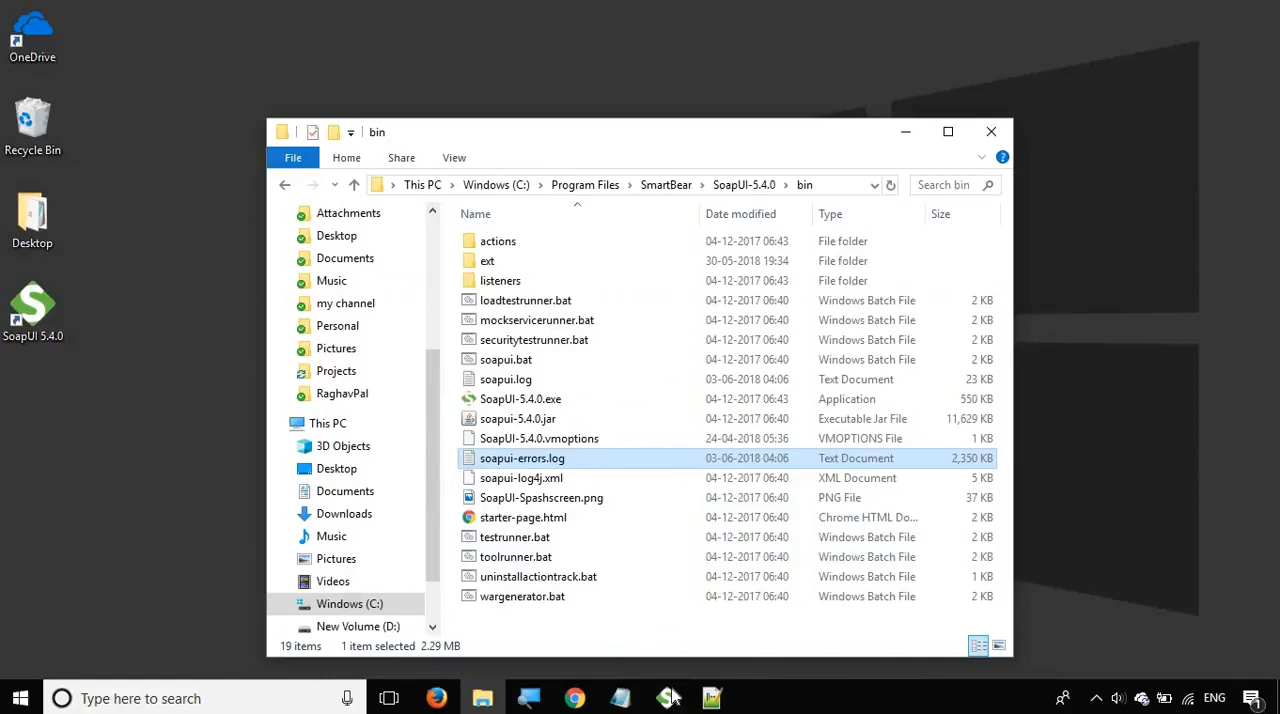 OneDrive
Recycle Bin
Desktop
SoapUI 5.4.0
bin
File Home Share View
This PC Windows (C:) Program Files SmartBear SoapUI-5.4.0 bin
Search bin
Attachments
Desktop
Documents
Music
my channel
Personal
Pictures
Projects
RaghavPal
This PC
3D Objects
Desktop
Documents
Downloads
Music
Pictures
Videos
Windows (C:)
New Volume (D:)
Name Date modified Type Size
actions 04-12-2017 06:43 File folder
ext 30-05-2018 19:34 File folder
listeners 04-12-2017 06:43 File folder
loadtestrunner.bat 04-12-2017 06:40 Windows Batch File 2 KB
mockservicerunner.bat 04-12-2017 06:40 Windows Batch File 2 KB
securitytestrunner.bat 04-12-2017 06:40 Windows Batch File 2 KB
soapui.bat 04-12-2017 06:40 Windows Batch File 2 KB
soapui.log 03-06-2018 04:06 Text Document 23 KB
SoapUI-5.4.0.exe 04-12-2017 06:43 Application 550 KB
soapui-5.4.0.jar 04-12-2017 06:40 Executable Jar File 11,629 KB
SoapUI-5.4.0.vmoptions 24-04-2018 05:36 VMOPTIONS File 1 KB
soapui-errors.log 03-06-2018 04:06 Text Document 2,350 KB
soapui-log4j.xml 04-12-2017 06:40 XML Document 5 KB
SoapUI-Spashscreen.png 04-12-2017 06:40 PNG File 37 KB
starter-page.html 04-12-2017 06:40 Chrome HTML Do... 2 KB
testrunner.bat 04-12-2017 06:40 Windows Batch File 2 KB
toolrunner.bat 04-12-2017 06:40 Windows Batch File 2 KB
uninstallactiontrack.bat 04-12-2017 06:40 Windows Batch File 1 KB
wargenerator.bat 04-12-2017 06:40 Windows Batch File 2 KB
19 items 1 item selected 2.29 MB
Type here to search
ENG
1